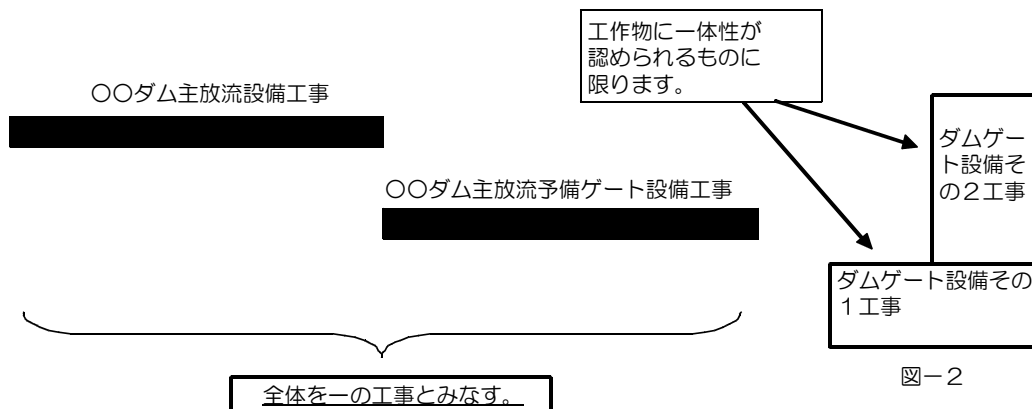 工作物に一体性が
認められるものに
限ります。
〇〇ダム主放流設備工事
ダムゲー
ト設備そ
の２工事
〇〇ダム主放流予備ゲート設備工事
ダムゲート設備その
１工事
図－２
全体を一の工事とみなす。